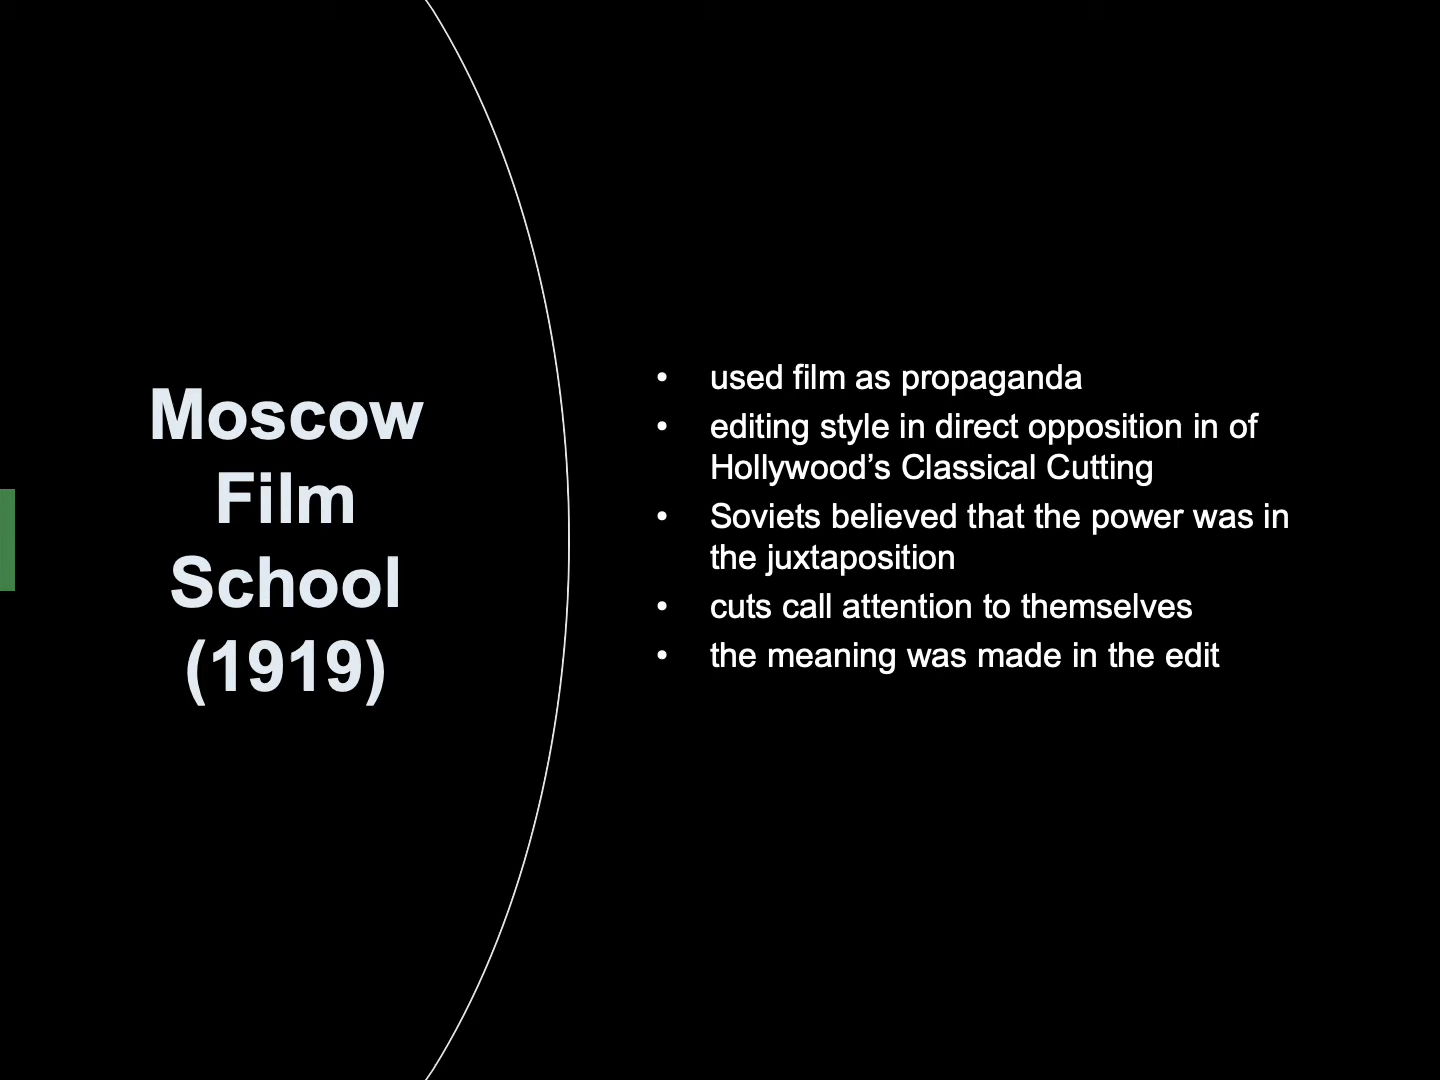 Moscow
Film
School
(1919)
• used film as propaganda
• editing style in direct opposition in of
Hollywood’s Classical Cutting
• Soviets believed that the power was in
the juxtaposition
• cuts call attention to themselves
• the meaning was made in the edit